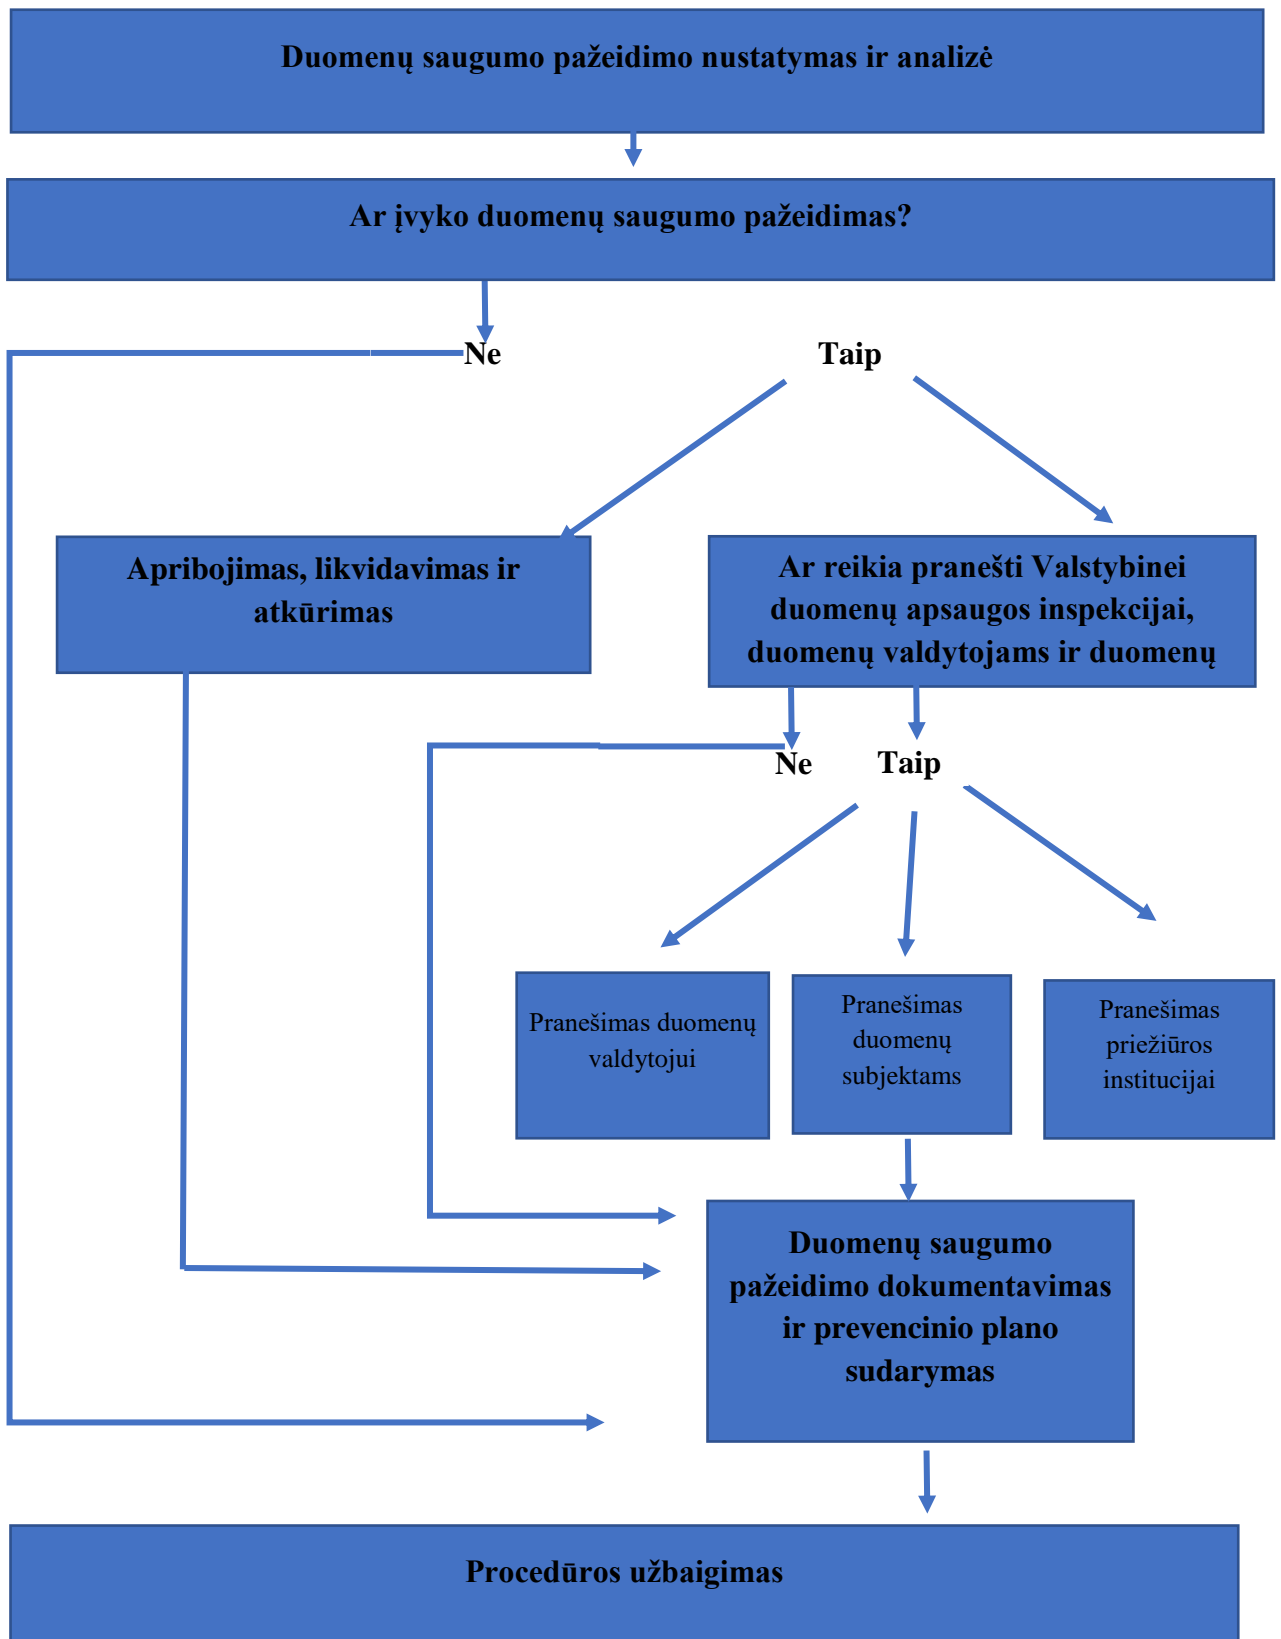 Duomenų saugumo pažeidimo nustatymas ir analizė
Ar įvyko duomenų saugumo pažeidimas?
Ne
Taip
Apribojimas, likvidavimas ir
atkūrimas
Ar reikia pranešti Valstybinei
duomenų apsaugos inspekcijai,
duomenų valdytojams ir duomenų
Ne
Taip
Pranešimas duomenų
valdytojui
Pranešimas
duomenų
subjektams
Pranešimas
priežiūros
institucijai
Duomenų saugumo
pažeidimo dokumentavimas
ir prevencinio plano
sudarymas
Procedūros užbaigimas